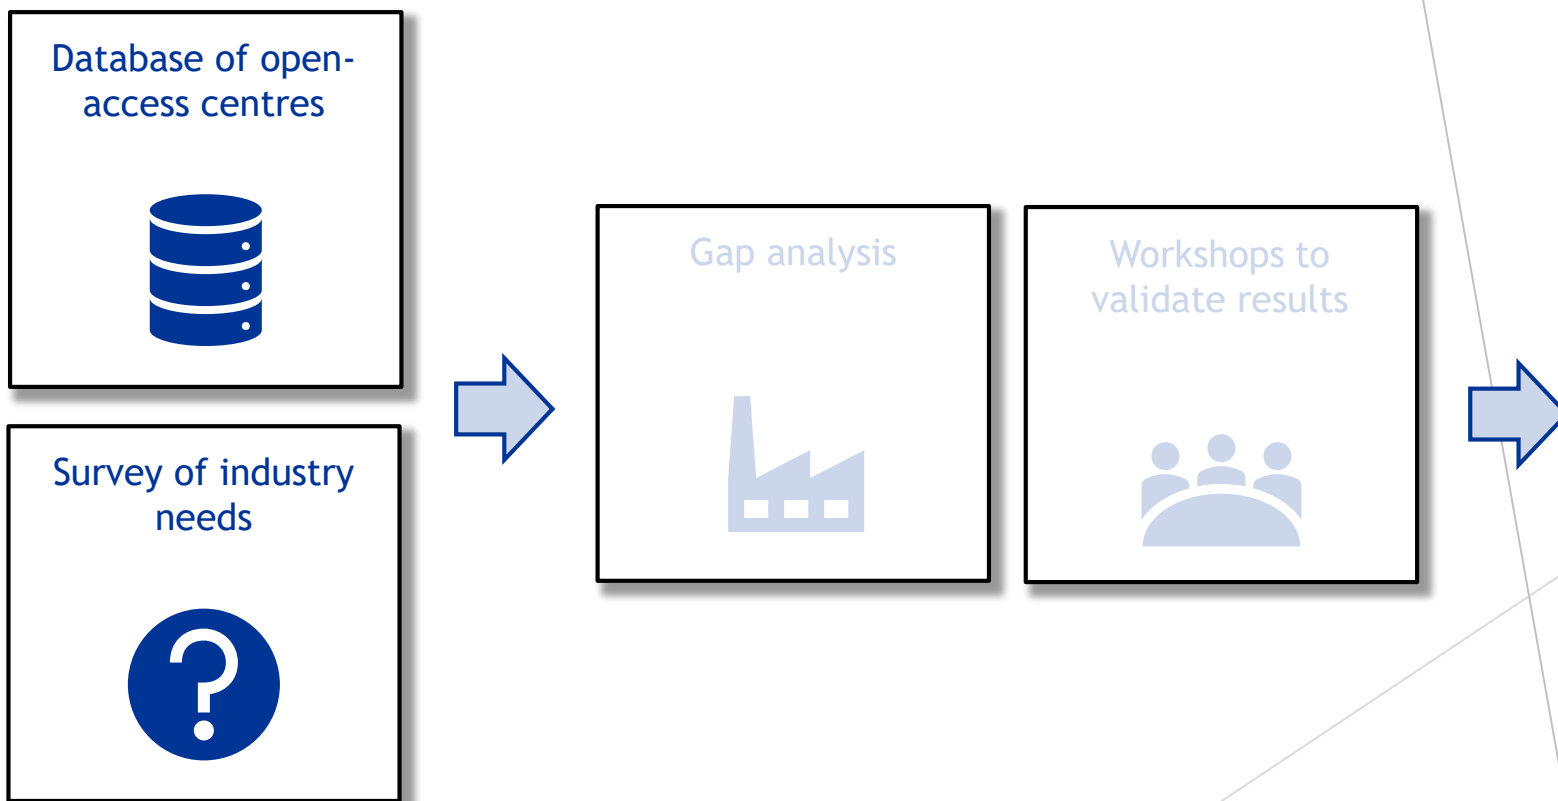 Database of open-
access centres
Survey of industry
needs
Gap analysis
Workshops to
validate results